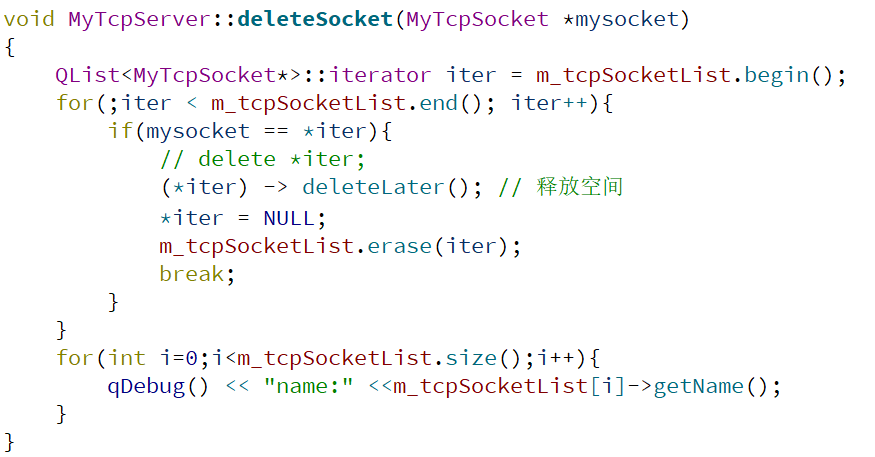 void MyTcpServer::deleteSocket(MyTcpSocket *mysocket)
{
    QList<MyTcpSocket*>::iterator iter = m_tcpSocketList.begin();
    for(;iter < m_tcpSocketList.end(); iter++){
        if(mysocket == *iter){
            // delete *iter;
            (*iter) -> deleteLater(); // 释放空间
            *iter = NULL;
            m_tcpSocketList.erase(iter);
            break;
        }
    }
    for(int i=0;i<m_tcpSocketList.size();i++){
        qDebug() << "name:" <<m_tcpSocketList[i]->getName();
    }
}